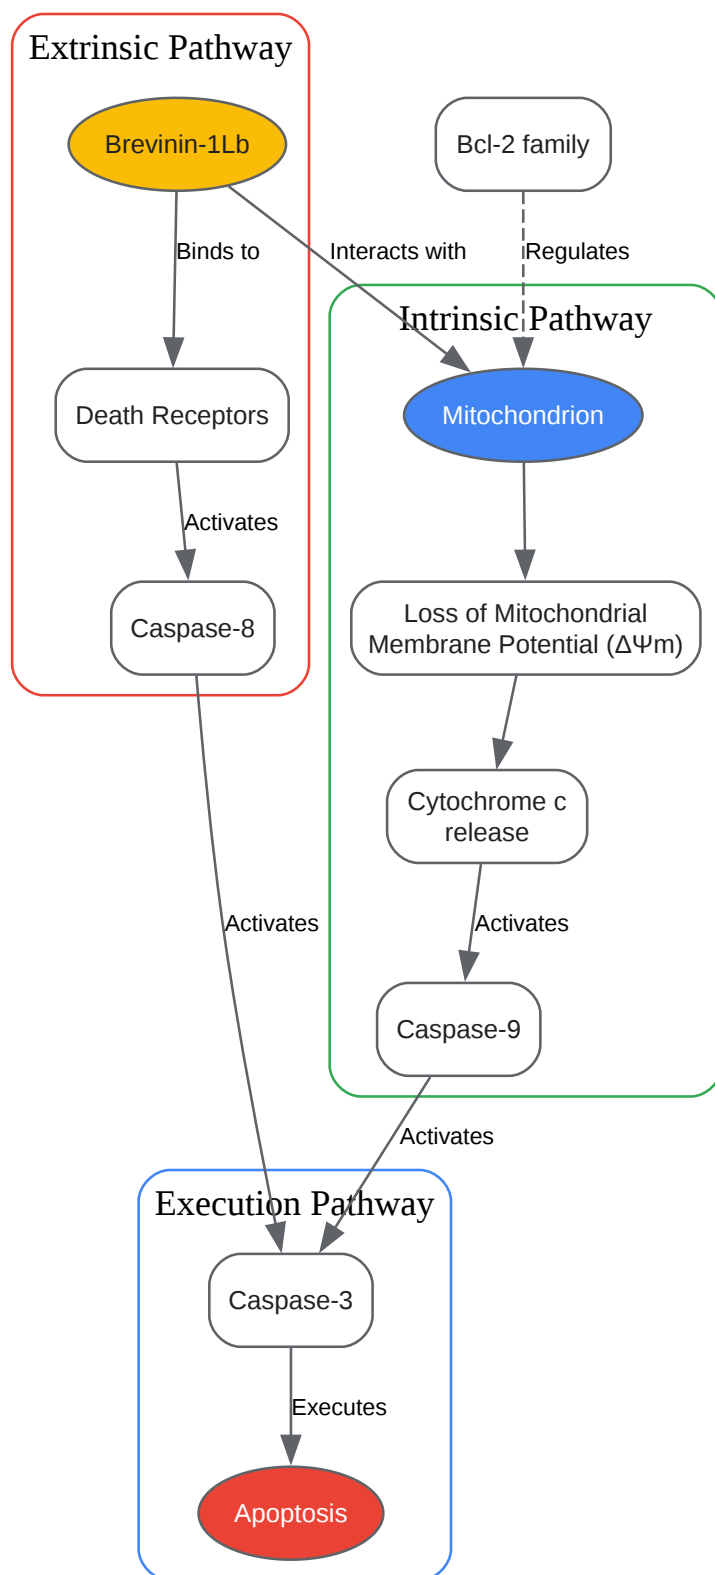 Extrinsic Pathway
Brevinin-1Lb
Bcl-2 family
Binds to
Interacts with
Regulates
Intrinsic Pathway
Death Receptors
Mitochondrion
Activates
Caspase-8
Loss of Mitochondrial
Membrane Potential (ΔΨm)
Cytochrome c
release
Activates
Activates
Caspase-9
Activates
Execution Pathway
Caspase-3
Executes
Apoptosis